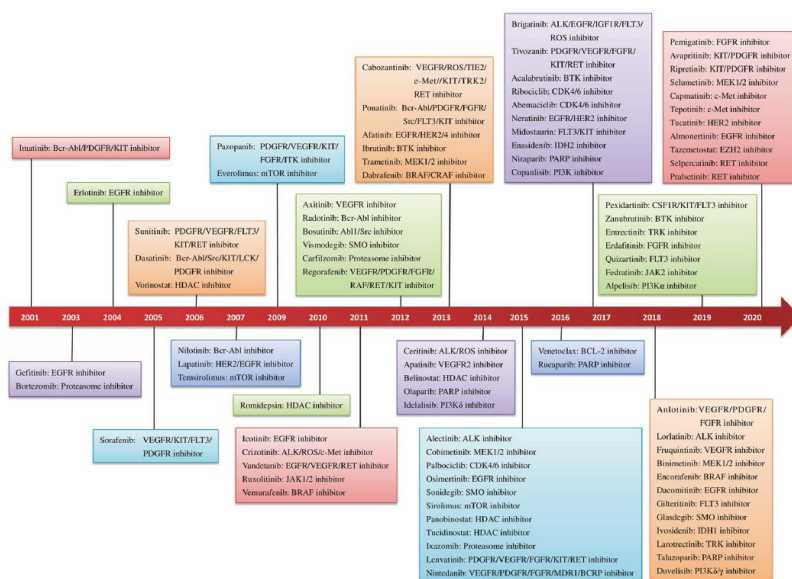 Imatinib: Bcr-Abl/PDGFR/KIT inhibitor
Erlotinib: EGFR inhibitor
Sunitinib: PDGFR/VEGFR/FLT3/
KIT/RET inhibitor
Dasatinib: Bcr-Abl/Src/KIT/LCK/
PDGFR inhibitor
Vorinostat: HDAC inhibitor
Pazopanib: PDGFR/VEGFR/KIT/
FGFR/ITK inhibitor
Everolimus: mTOR inhibitor
Axitinib: VEGFR inhibitor
Radotinib: Bcr-Abl inhibitor
Bosutinib: Abl1/Src inhibitor
Vismodegib: SMO inhibitor
Carfilzomib: Proteasome inhibitor
Regorafenib: VEGFR/PDGFR/FGFR/
RAF/RET/KIT inhibitor
Cabozantinib: VEGFR/ROS/TIE2/
c-Met//KIT/TRK2/
RET inhibitor
Ponatinib: Bcr-Abl/PDGFR/FGFR/
Src/FLT3/KIT inhibitor
Afatinib: EGFR/HER2/4 inhibitor
Ibrutinib: BTK inhibitor
Trametinib: MEK1/2 inhibitor
Dabrafenib: BRAF/CRAF inhibitor
Brigatinib: ALK/EGFR/IGF1R/FLT3/
ROS inhibitor
Tivozanib: PDGFR/VEGFR/FGFR/
KIT/RET inhibitor
Acalabrutinib: BTK inhibitor
Ribociclib: CDK4/6 inhibitor
Abemaciclib: CDK4/6 inhibitor
Neratinib: EGFR/HER2 inhibitor
Midostaurin: FLT3/KIT inhibitor
Enasidenib: IDH2 inhibitor
Niraparib: PARP inhibitor
Copanlisib: PI3K inhibitor
Pexidartinib: CSF1R/KIT/FLT3 inhibitor
Zanubrutinib: BTK inhibitor
Entrectinib: TRK inhibitor
Erdafitinib: FGFR inhibitor
Quizartinib: FLT3 inhibitor
Fedratinib: JAK2 inhibitor
Alpelisib: PI3Kα inhibitor
Pemigatinib: FGFR inhibitor
Avapritinib: KIT/PDGFR inhibitor
Ripretinib: KIT/PDGFR inhibitor
Selumetinib: MEK1/2 inhibitor
Capmatinib: c-Met inhibitor
Tepotinib: c-Met inhibitor
Tucatinib: HER2 inhibitor
Almonertinib: EGFR inhibitor
Tazemetostat: EZH2 inhibitor
Selpercatinib: RET inhibitor
Pralsetinib: RET inhibitor
2001 2003 2004 2005 2006 2007 2009 2010 2011 2012 2013 2014 2015 2016 2017 2018 2019 2020
Gefitinib: EGFR inhibitor
Bortezomib: Proteasome inhibitor
Sorafenib: VEGFR/KIT/FLT3/
PDGFR inhibitor
Nilotinib: Bcr-Abl inhibitor
Lapatinib: HER2/EGFR inhibitor
Temsirolimus: mTOR inhibitor
Romidepsin: HDAC inhibitor
Icotinib: EGFR inhibitor
Crizotinib: ALK/ROS/c-Met inhibitor
Vandetanib: EGFR/VEGFR/RET inhibitor
Ruxolitinib: JAK1/2 inhibitor
Vemurafenib: BRAF inhibitor
Ceritinib: ALK/ROS inhibitor
Apatinib: VEGFR2 inhibitor
Belinostat: HDAC inhibitor
Olaparib: PARP inhibitor
Idelalisib: PI3Kδ inhibitor
Alectinib: ALK inhibitor
Cobimetinib: MEK1/2 inhibitor
Palbociclib: CDK4/6 inhibitor
Osimertinib: EGFR inhibitor
Sonidegib: SMO inhibitor
Sirolimus: mTOR inhibitor
Panobinostat: HDAC inhibitor
Tucidinostat: HDAC inhibitor
Ixazomib: Proteasome inhibitor
Lenvatinib: PDGFR/VEGFR/FGFR/KIT/RET inhibitor
Nintedanib: VEGFR/PDGFR/FGFR/MDR1/BCRP inhibitor
Venetoclax: BCL-2 inhibitor
Rucaparib: PARP inhibitor
Anlotinib: VEGFR/PDGFR/
FGFR inhibitor
Lorlatinib: ALK inhibitor
Fruquintinib: VEGFR inhibitor
Binimetinib: MEK1/2 inhibitor
Encorafenib: BRAF inhibitor
Dacomitinib: EGFR inhibitor
Gilteritinib: FLT3 inhibitor
Glasdegib: SMO inhibitor
Ivosidenib: IDH1 inhibitor
Larotrectinib: TRK inhibitor
Talazoparib: PARP inhibitor
Duvelisib: PI3Kδ/γ inhibitor